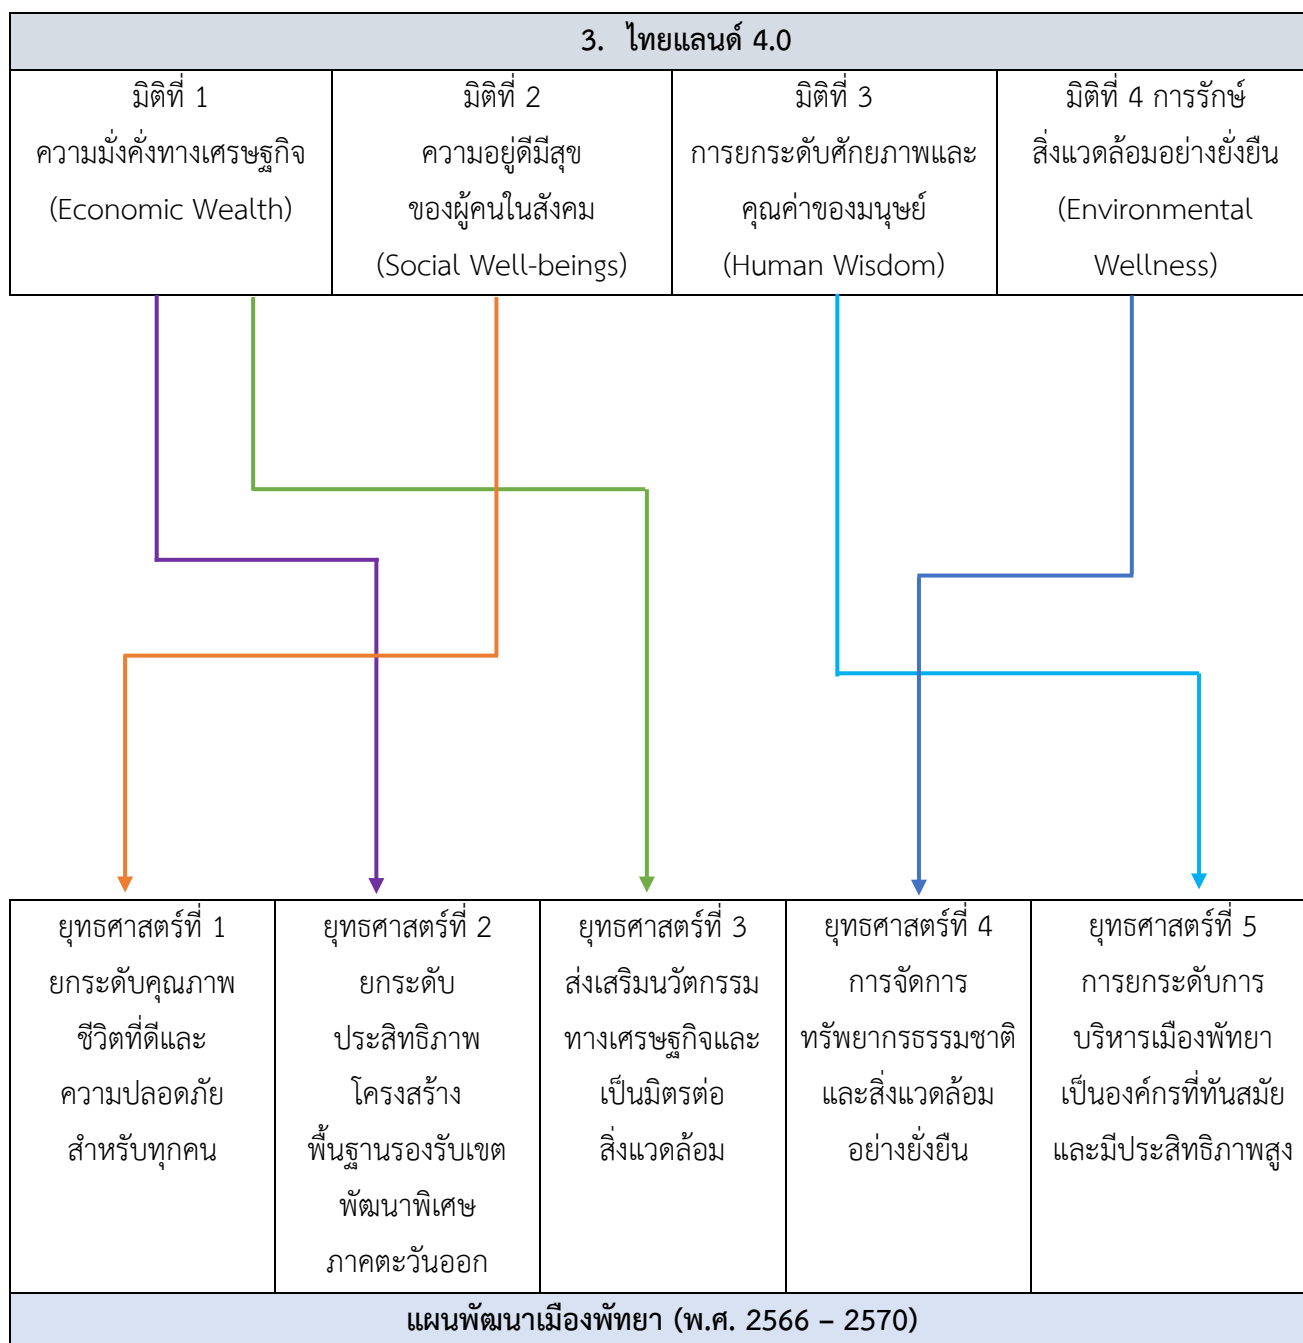 3. ไทยแลนด์ 4.0
มิติที่ 1
ความมั่งคั่งทางเศรษฐกิจ
(Economic Wealth)
มิติที่ 2
ความอยู่ดีมีสุข
ของผู้คนในสังคม
(Social Well-beings)
มิติที่ 3
การยกระดับศักยภาพและ
คุณค่าของมนุษย์
(Human Wisdom)
มิติที่ 4 การรักษ์
สิ่งแวดล้อมอย่างยั่งยืน
(Environmental
Wellness)
ยุทธศาสตร์ที่ 1
ยกระดับคุณภาพ
ชีวิตที่ดีและ
ความปลอดภัย
สำหรับทุกคน
ยุทธศาสตร์ที่ 2
ยกระดับ
ประสิทธิภาพ
โครงสร้าง
พื้นฐานรองรับเขต
พัฒนาพิเศษ
ภาคตะวันออก
ยุทธศาสตร์ที่ 3
ส่งเสริมนวัตกรรม
ทางเศรษฐกิจและ
เป็นมิตรต่อ
สิ่งแวดล้อม
ยุทธศาสตร์ที่ 4
การจัดการ
ทรัพยากรธรรมชาติ
และสิ่งแวดล้อม
อย่างยั่งยืน
ยุทธศาสตร์ที่ 5
การยกระดับการ
บริหารเมืองพัทยา
เป็นองค์กรที่ทันสมัย
และมีประสิทธิภาพสูง
แผนพัฒนาเมืองพัทยา (พ.ศ. 2566 – 2570)